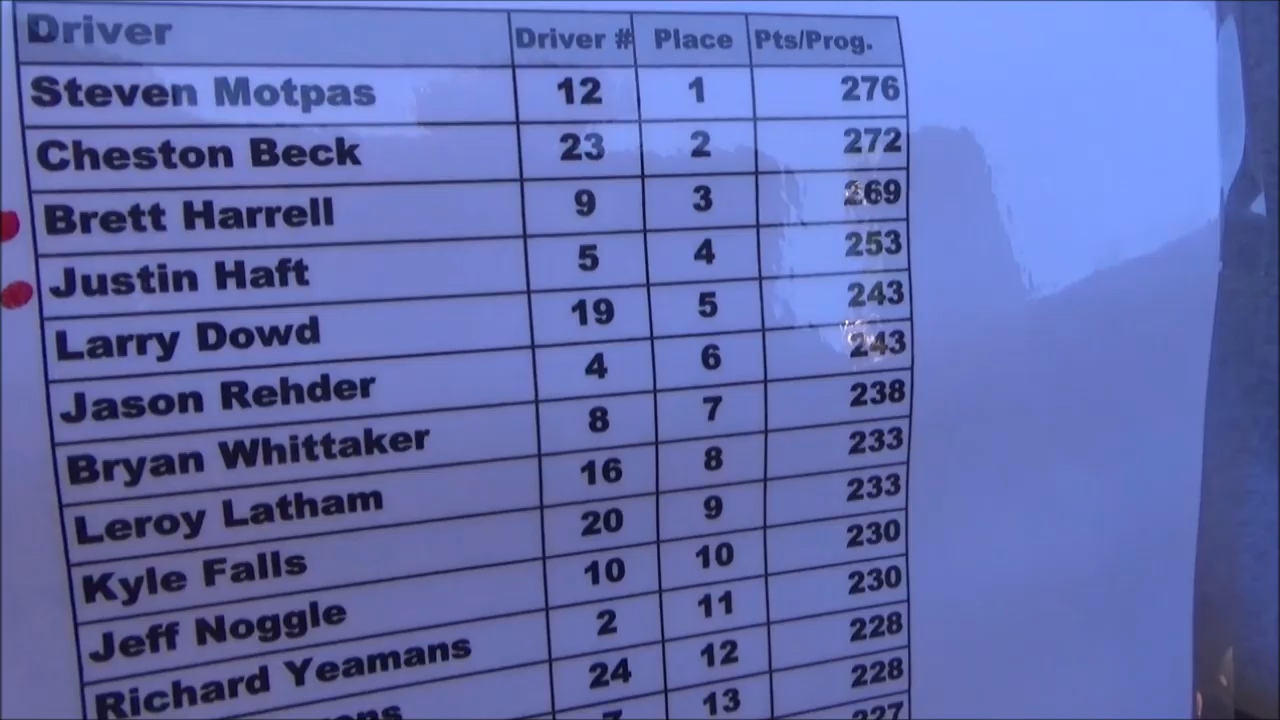 Driver Driver # Place Pts/Prog.
Steven Motpas 12 1 276
Cheston Beck 23 2 272
Brett Harrell 9 3 269
Justin Haft 5 4 253
Larry Dowd 19 5 243
Jason Rehder 4 6 243
Bryan Whittaker 8 7 238
Leroy Latham 16 8 233
Kyle Falls 20 9 233
Jeff Noggle 10 10 230
Richard Yeamans 2 11 230
24 12 228
7 13 228
227